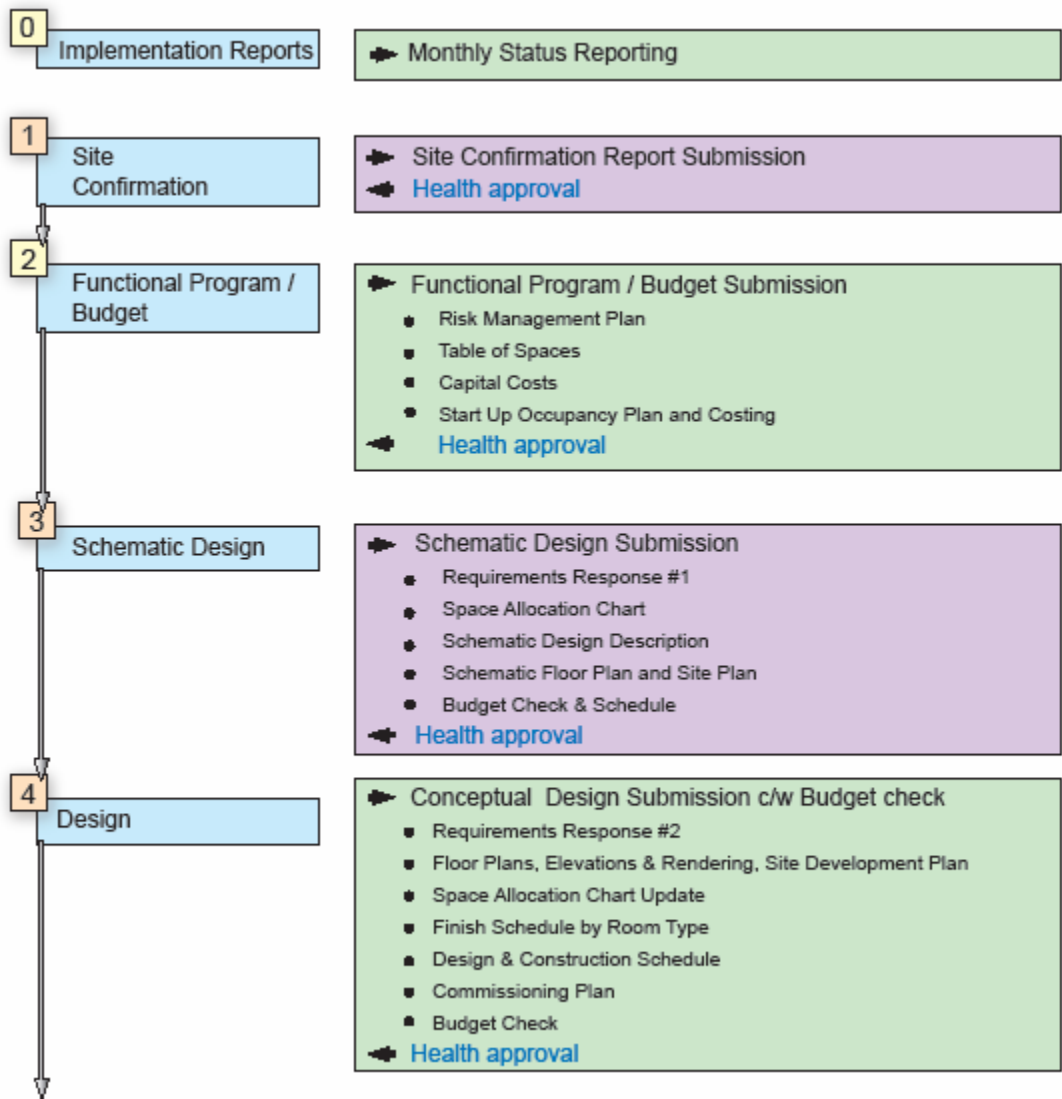 0
Implementation Reports
Monthly Status Reporting
1
Site
Confirmation
Site Confirmation Report Submission
Health approval
2
Functional Program /
Budget
Functional Program / Budget Submission
Risk Management Plan
Table of Spaces
Capital Costs
Start Up Occupancy Plan and Costing
Health approval
3
Schematic Design
Schematic Design Submission
Requirements Response #1
Space Allocation Chart
Schematic Design Description
Schematic Floor Plan and Site Plan
Budget Check & Schedule
Health approval
4
Design
Conceptual Design Submission c/w Budget check
Requirements Response #2
Floor Plans, Elevations & Rendering, Site Development Plan
Space Allocation Chart Update
Finish Schedule by Room Type
Design & Construction Schedule
Commissioning Plan
Budget Check
Health approval